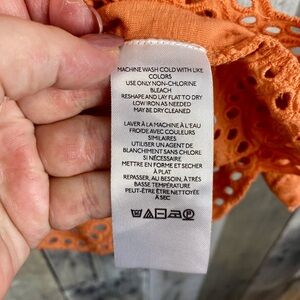 MACHINE WASH COLD WITH LIKE
COLORS
USE ONLY NON-CHLORINE
BLEACH
RESHAPE AND LAY FLAT TO DRY
LOW IRON AS NEEDED
MAY BE DRY CLEANED
LAVER À LA MACHINE À L'EAU
FROIDE AVEC COULEURS
SIMILAIRES
UTILISER UN AGENT DE
BLANCHIMENT SANS CHLORE
SI NÉCESSAIRE
METTRE EN FORME ET SÉCHER
À PLAT
REPASSER, AU BESOIN, À TRÈS
BASSE TEMPÉRATURE
PEUT-ÊTRE ÊTRE NETTOYÉE
À SEC